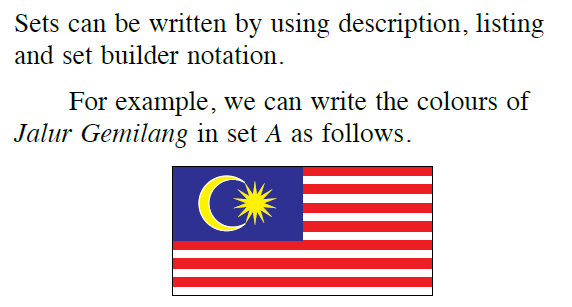 Sets can be written by using description, listing
and set builder notation.
For example, we can write the colours of
Jalur Gemilang in set A as follows.